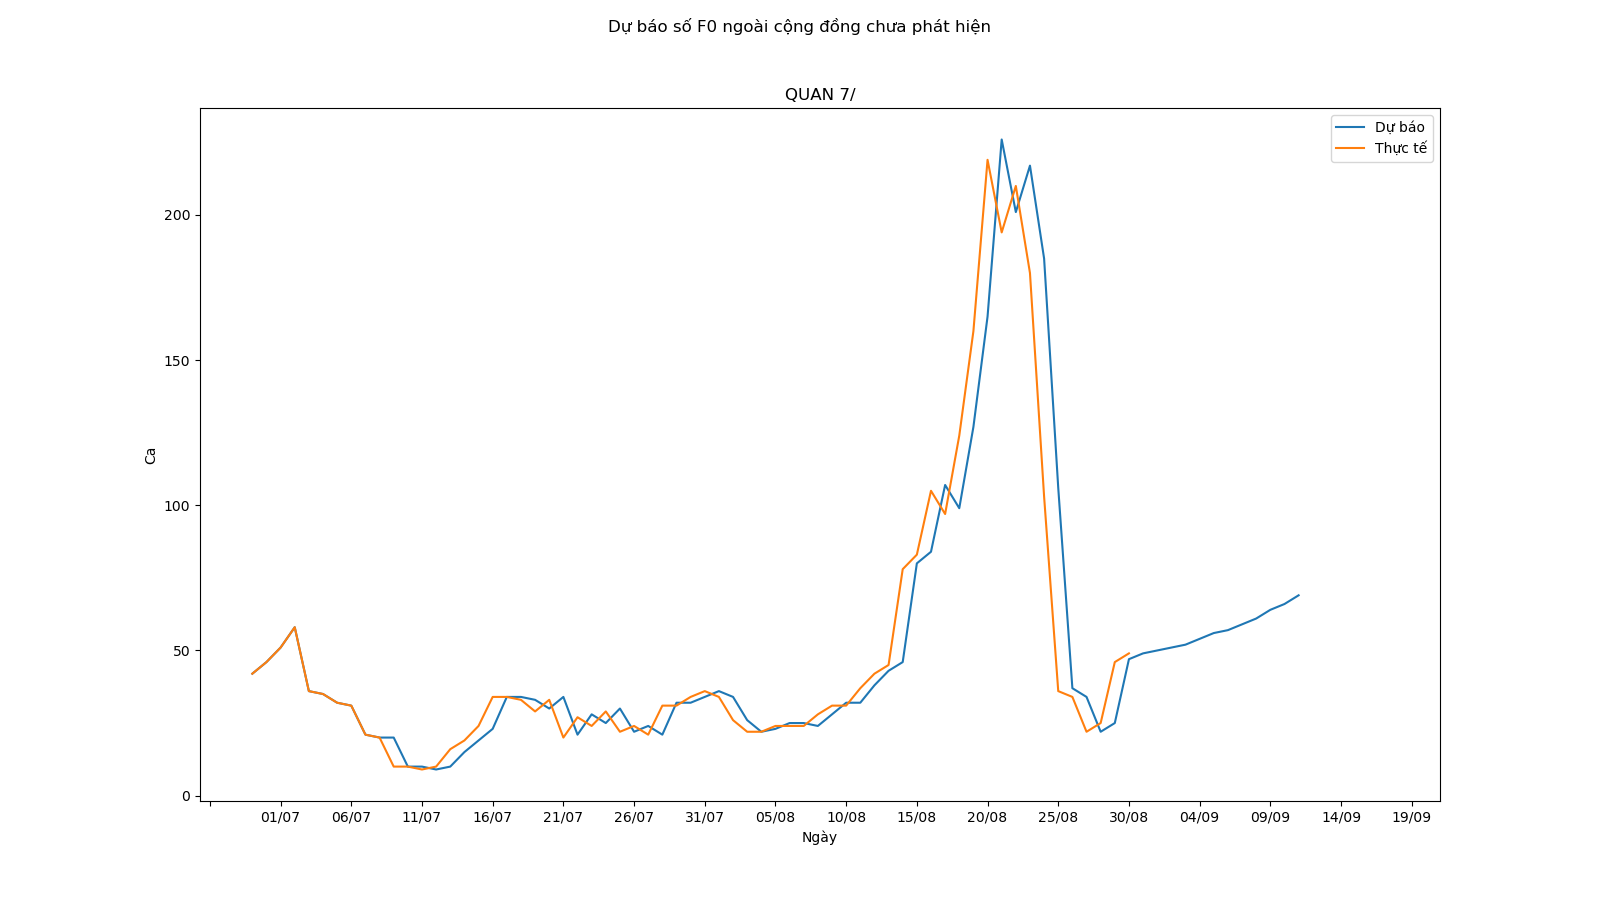 Dự báo số F0 ngoài cộng đồng chưa phát hiện
QUAN 7/
Dự báo
Thực tế
200
150
100
50
0
Ca
01/07 06/07 11/07 16/07 21/07 26/07 31/07 05/08 10/08 15/08 20/08 25/08 30/08 04/09 09/09 14/09 19/09
Ngày